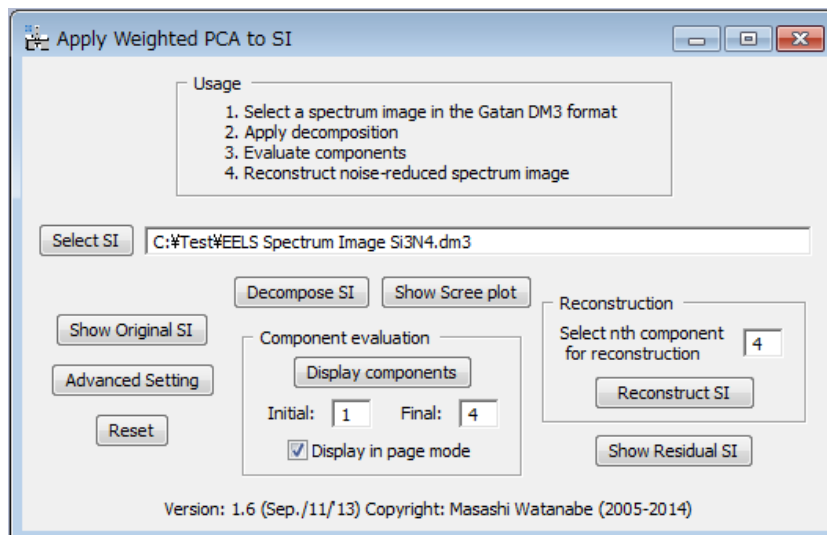 Apply Weighted PCA to SI
Usage
1. Select a spectrum image in the Gatan DM3 format
2. Apply decomposition
3. Evaluate components
4. Reconstruct noise-reduced spectrum image
Select SI
C:¥Test¥EELS Spectrum Image Si3N4.dm3
Decompose SI
Show Scree plot
Show Original SI
Advanced Setting
Reset
Component evaluation
Display components
Initial: 1 Final: 4
Display in page mode
Reconstruction
Select nth component
for reconstruction
4
Reconstruct SI
Show Residual SI
Version: 1.6 (Sep./11/'13) Copyright: Masashi Watanabe (2005-2014)